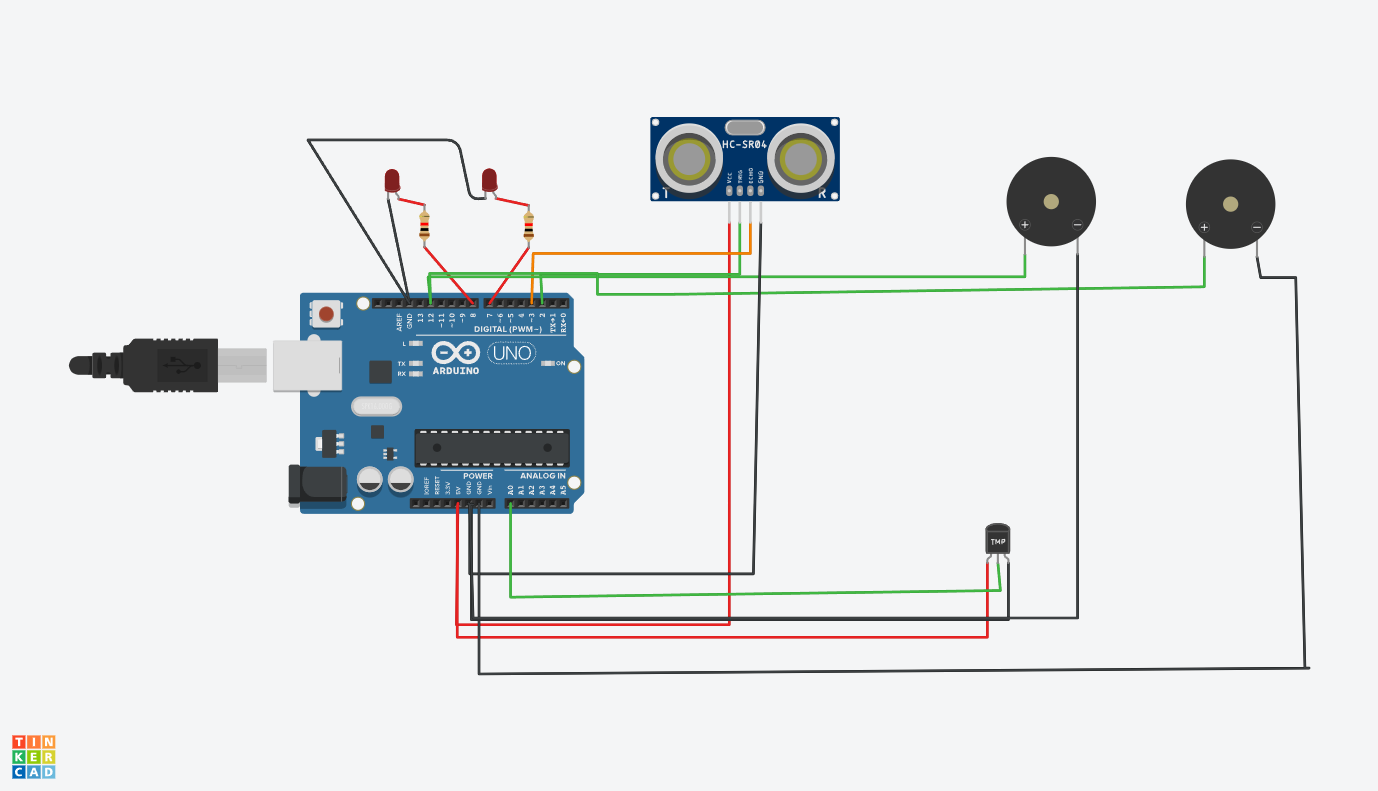 HC-SR04
VCC
TRIG
ECHO
GND
T
R
+
−
+
−
AREF
GND
13
12
~11
~10
~9
8
7
~6
~5
4
~3
2
TX→1
RX←0
DIGITAL (PWM~)
L
TX
RX
ARDUINO
UNO
ON
POWER
ANALOG IN
IOREF
RESET
3.3V
5V
GND
GND
Vin
A0
A1
A2
A3
A4
A5
TMP
TIN
KER
CAD